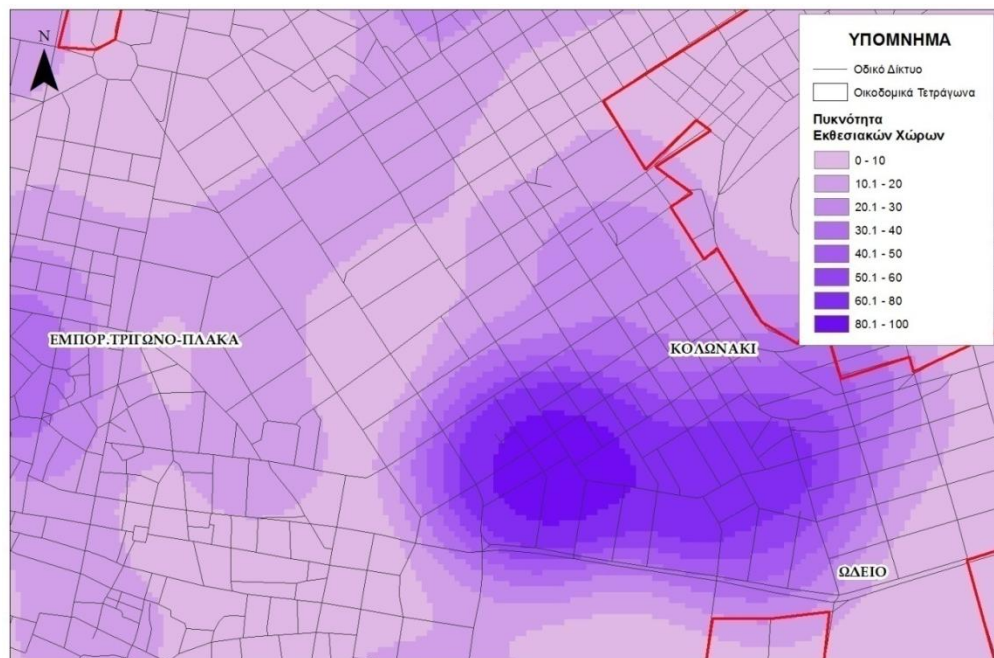 N
ΥΠΟΜΝΗΜΑ
Οδικό Δίκτυο
Οικοδομικά Τετράγωνα
Πυκνότητα
Εκθεσιακών Χώρων
0 - 10
10.1 - 20
20.1 - 30
30.1 - 40
40.1 - 50
50.1 - 60
60.1 - 80
80.1 - 100
ΕΜΠΟΡ.ΤΡΙΓΩΝΟ-ΠΛΑΚΑ
ΚΟΛΩΝΑΚΙ
ΩΔΕΙΟ